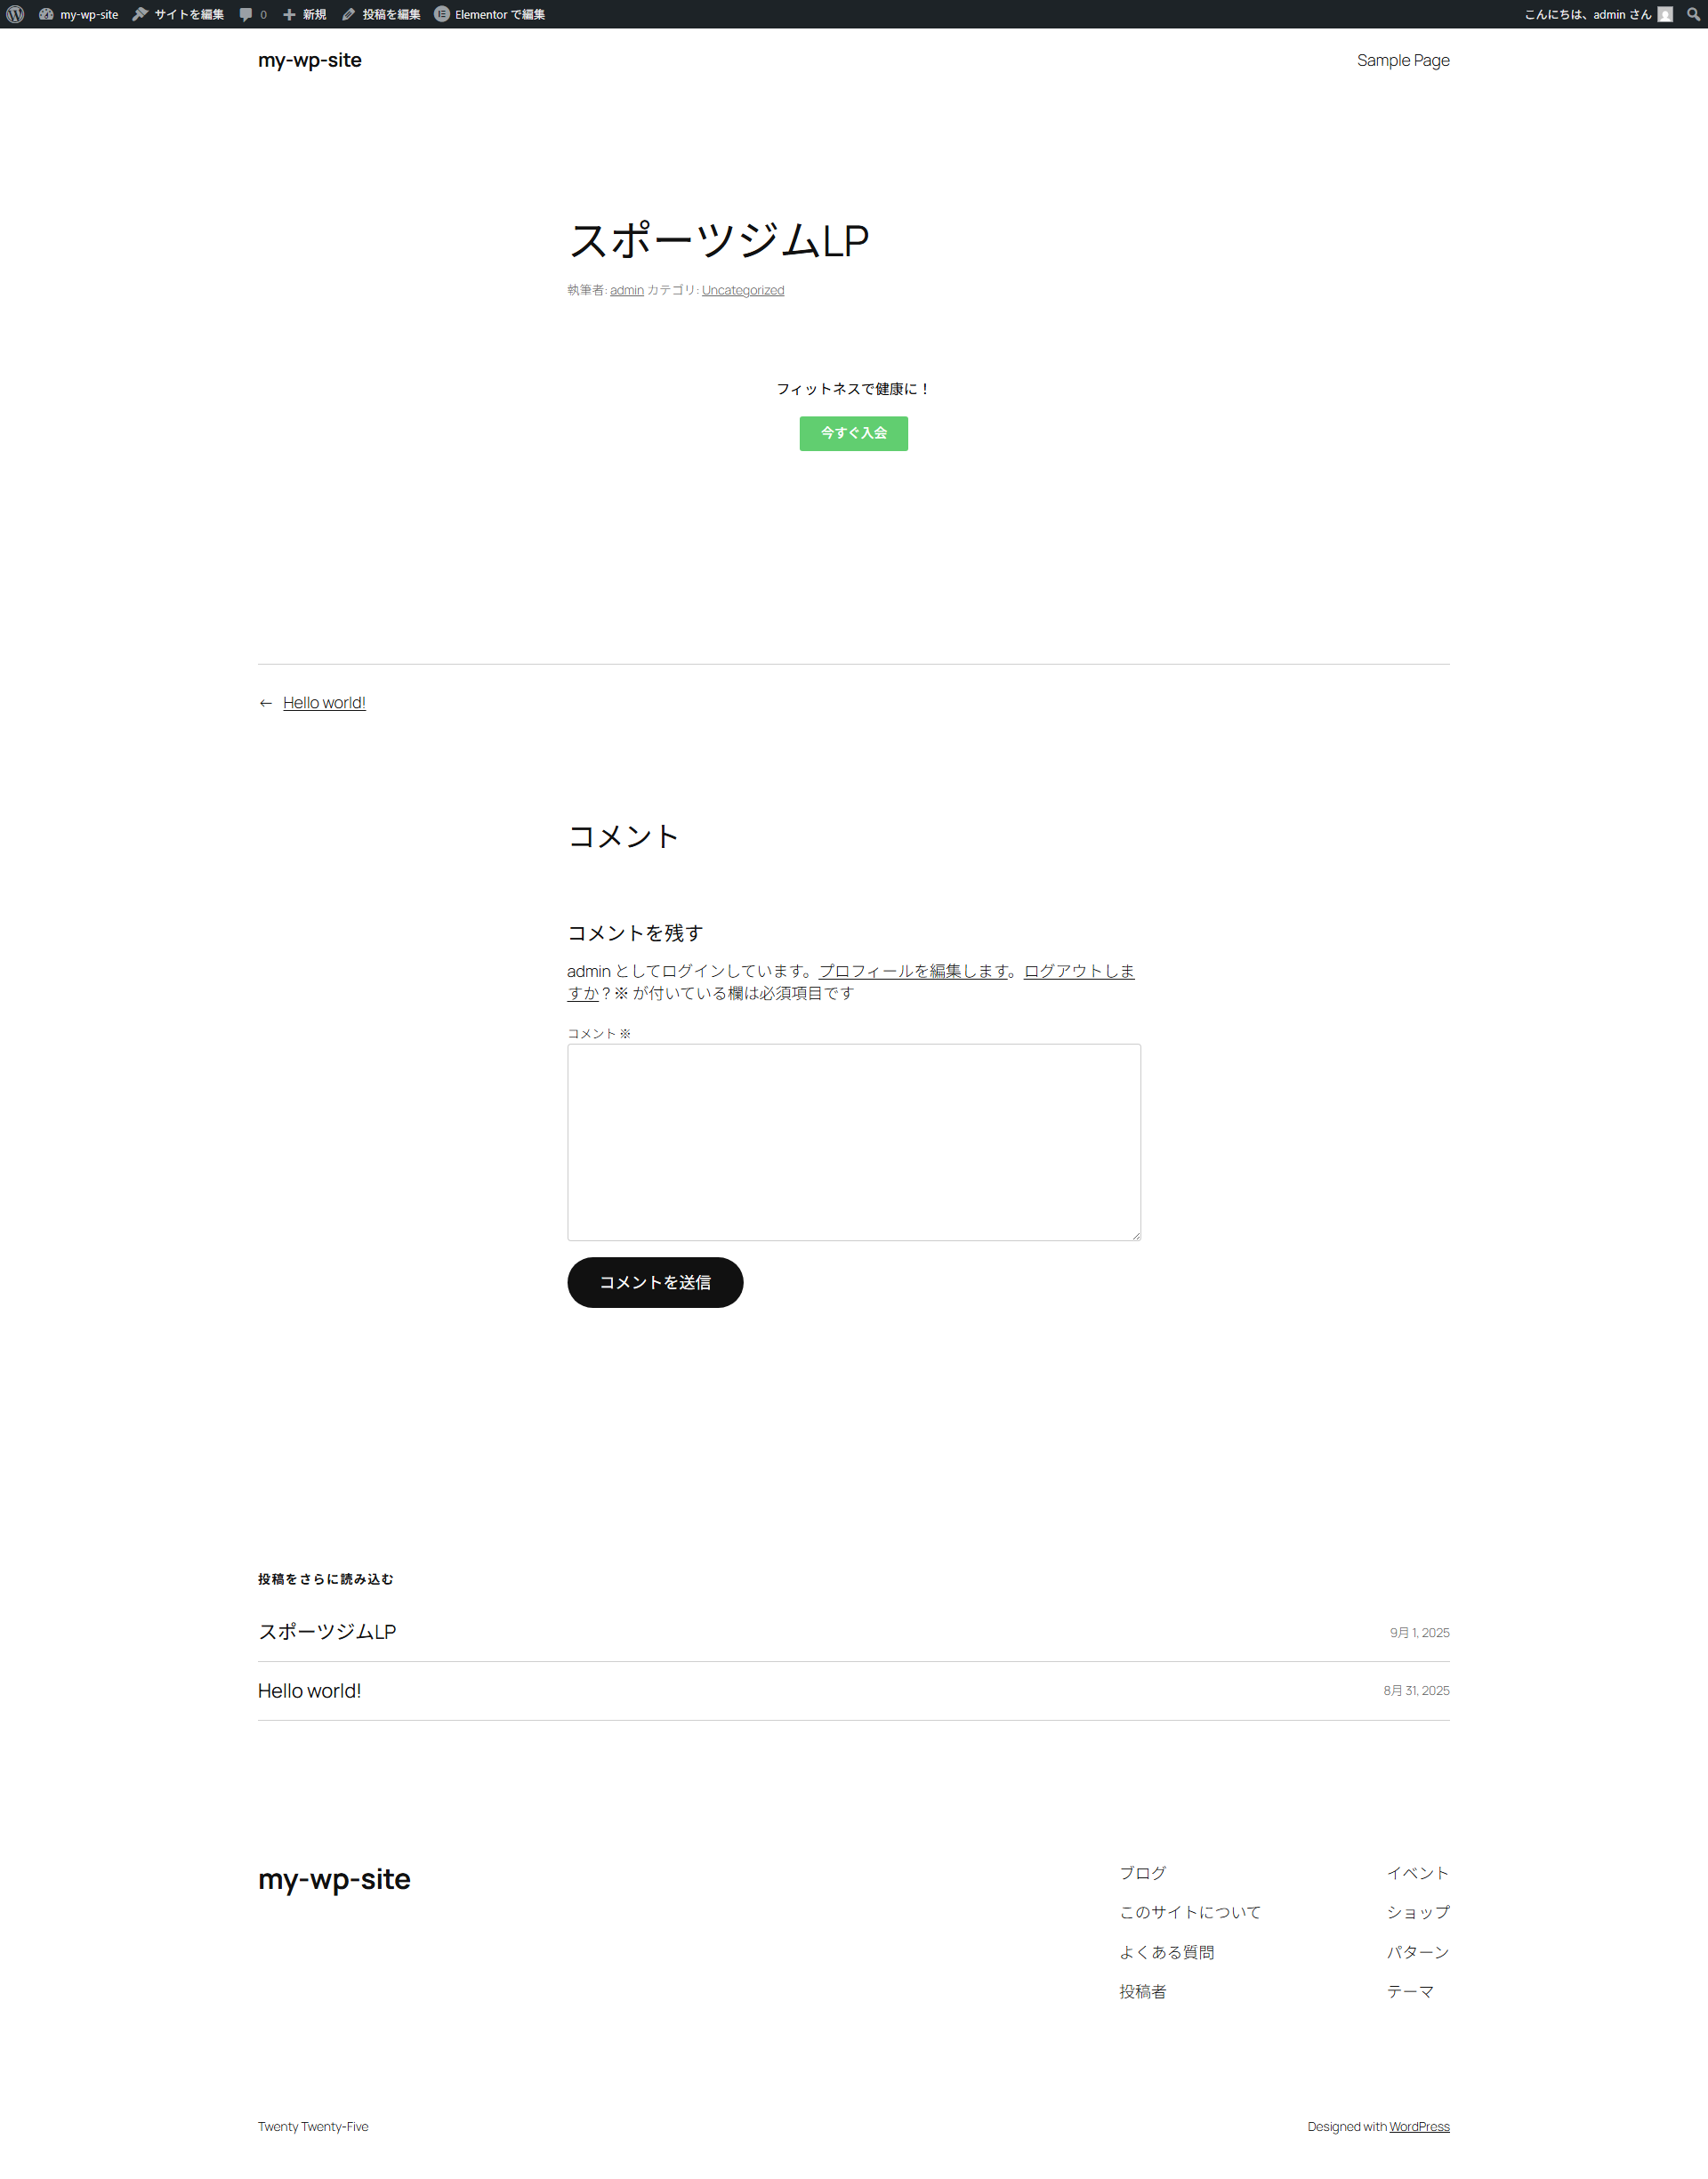 my-wp-site サイトを編集 0 新規 投稿を編集 Elementor で編集 こんにちは、admin さん
my-wp-site Sample Page
スポーツジムLP
執筆者: admin カテゴリ: Uncategorized
フィットネスで健康に！
今すぐ入会
← Hello world!
コメント
コメントを残す
admin としてログインしています。プロフィールを編集します。ログアウトしま
すか ? ※ が付いている欄は必須項目です
コメント ※
コメントを送信
投稿をさらに読み込む
スポーツジムLP 9月 1, 2025
Hello world! 8月 31, 2025
my-wp-site
ブログ イベント
このサイトについて ショップ
よくある質問 パターン
投稿者 テーマ
Twenty Twenty-Five Designed with WordPress